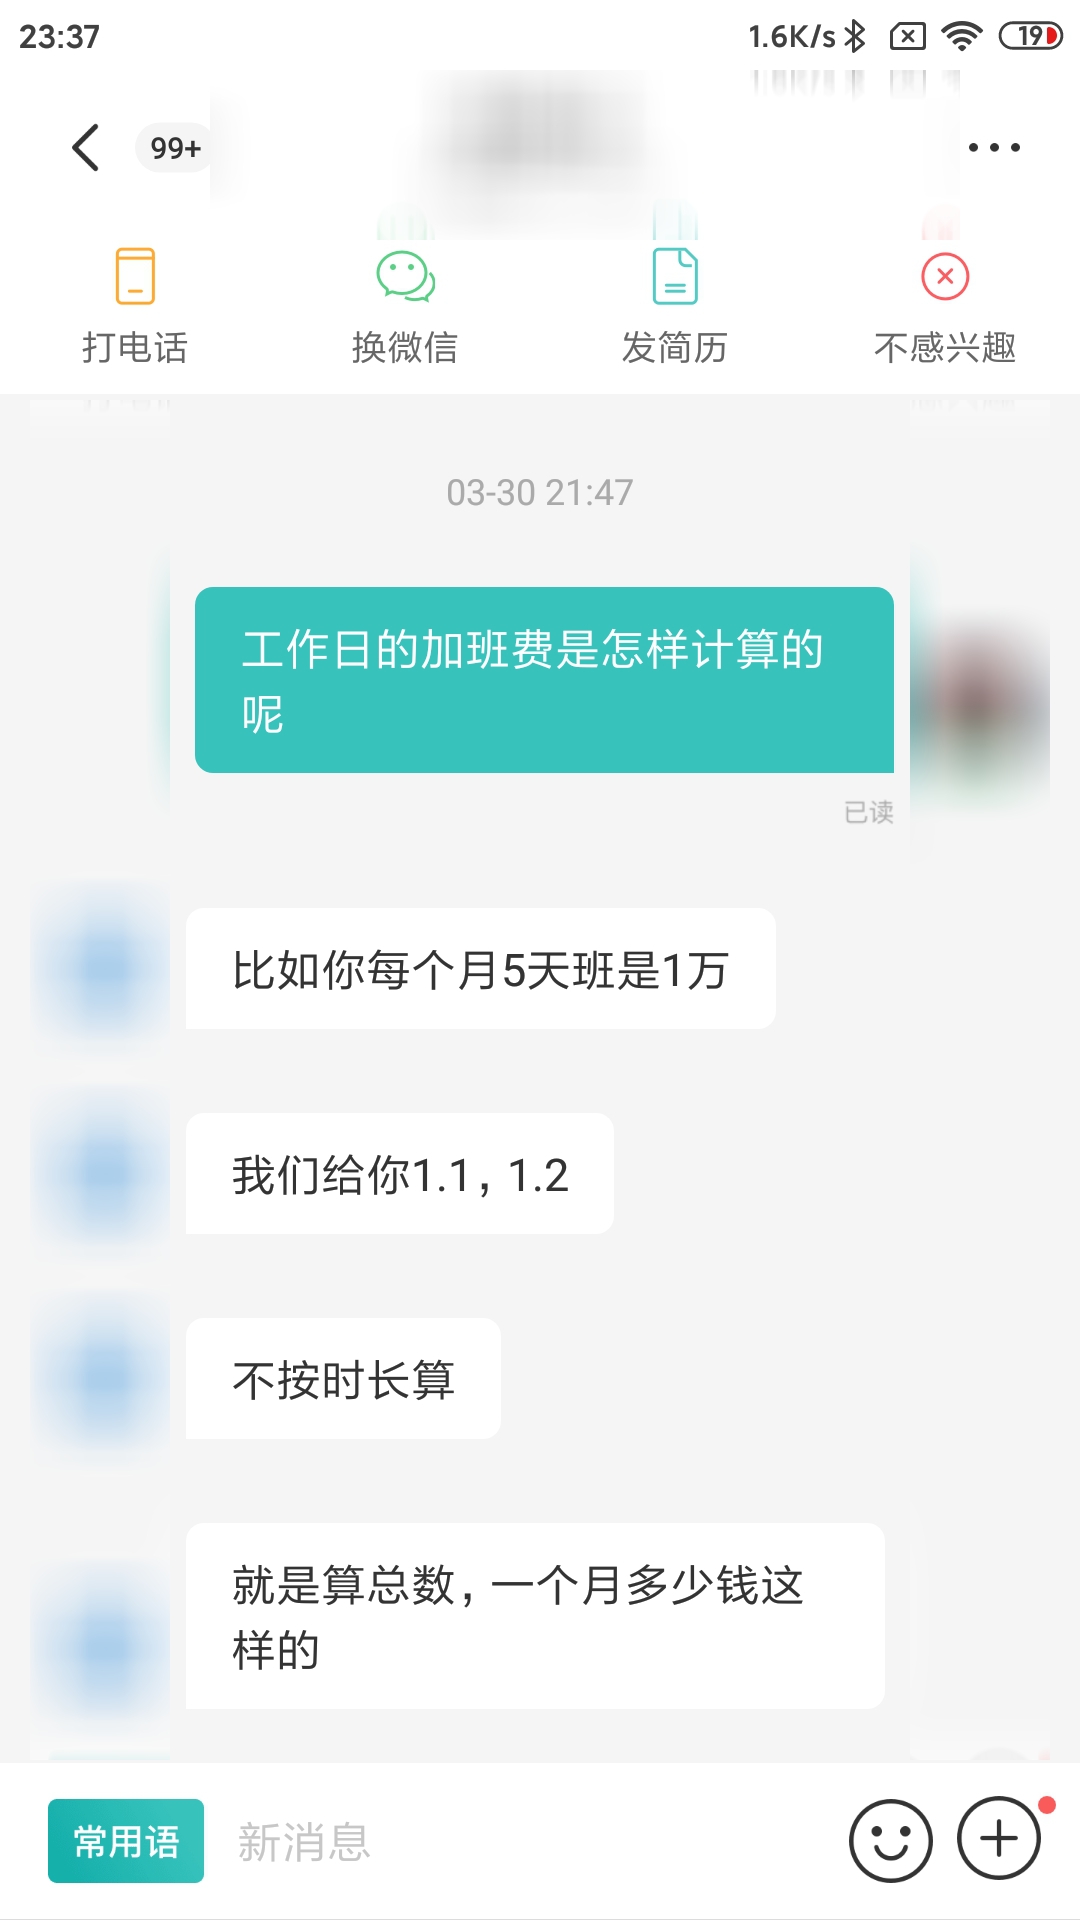 23:37
1.6K/s
19
99+
打电话
换微信
发简历
不感兴趣
03-30 21:47
工作日的加班费是怎样计算的
呢
已读
比如你每个月5天班是1万
我们给你1.1，1.2
不按时长算
就是算总数，一个月多少钱这
样的
常用语
新消息